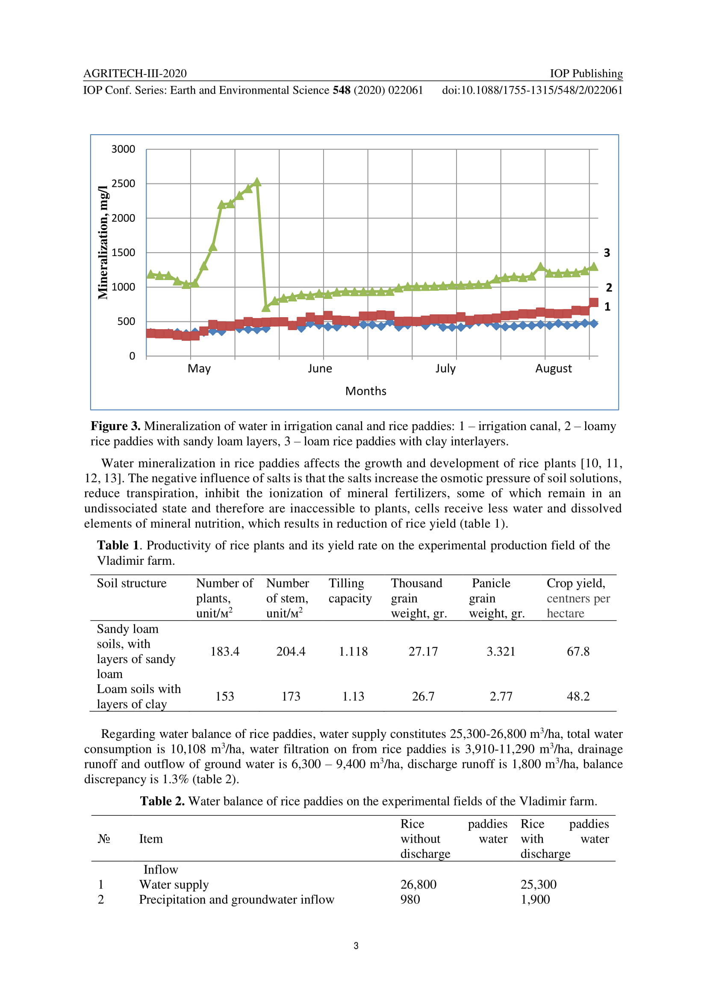 AGRITECH-III-2020 IOP Publishing
IOP Conf. Series: Earth and Environmental Science 548 (2020) 022061 doi:10.1088/1755-1315/548/2/022061
3000
2500
2000
1500
1000
500
0
Mineralization, mg/l
3
2
1
May June July August
Months
Figure 3. Mineralization of water in irrigation canal and rice paddies: 1 – irrigation canal, 2 – loamy
rice paddies with sandy loam layers, 3 – loam rice paddies with clay interlayers.
Water mineralization in rice paddies affects the growth and development of rice plants [10, 11,
12, 13]. The negative influence of salts is that the salts increase the osmotic pressure of soil solutions,
reduce transpiration, inhibit the ionization of mineral fertilizers, some of which remain in an
undissociated state and therefore are inaccessible to plants, cells receive less water and dissolved
elements of mineral nutrition, which results in reduction of rice yield (table 1).
Table 1. Productivity of rice plants and its yield rate on the experimental production field of the
Vladimir farm.
Soil structure Number of Number Tilling Thousand Panicle Crop yield,
plants, of stem, capacity grain grain centners per
unit/м² unit/м² weight, gr. weight, gr. hectare
Sandy loam
soils, with
layers of sandy 183.4 204.4 1.118 27.17 3.321 67.8
loam
Loam soils with
layers of clay 153 173 1.13 26.7 2.77 48.2
Regarding water balance of rice paddies, water supply constitutes 25,300-26,800 m³/ha, total water
consumption is 10,108 m³/ha, water filtration on from rice paddies is 3,910-11,290 m³/ha, drainage
runoff and outflow of ground water is 6,300 – 9,400 m³/ha, discharge runoff is 1,800 m³/ha, balance
discrepancy is 1.3% (table 2).
Table 2. Water balance of rice paddies on the experimental fields of the Vladimir farm.
Rice paddies Rice paddies
№ Item without water with water
discharge discharge
Inflow
1 Water supply 26,800 25,300
2 Precipitation and groundwater inflow 980 1,900
3